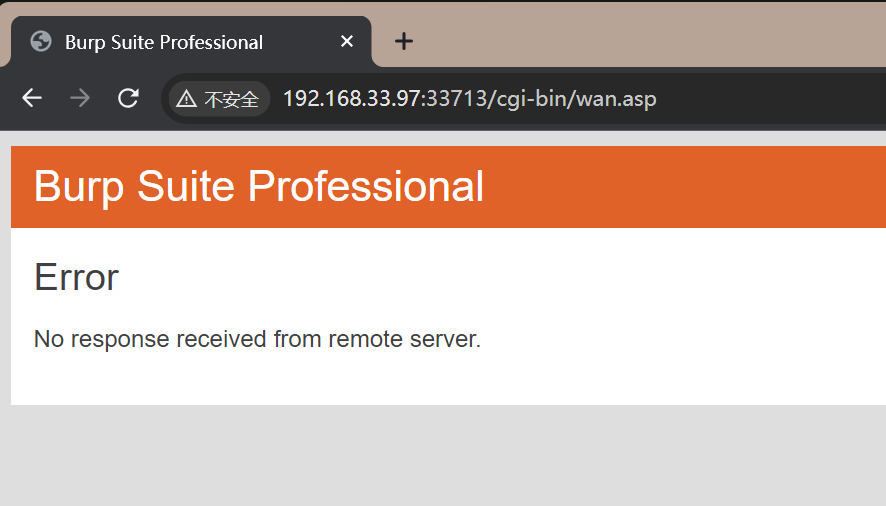 Burp Suite Professional
不安全 192.168.33.97:33713/cgi-bin/wan.asp
Burp Suite Professional
Error
No response received from remote server.